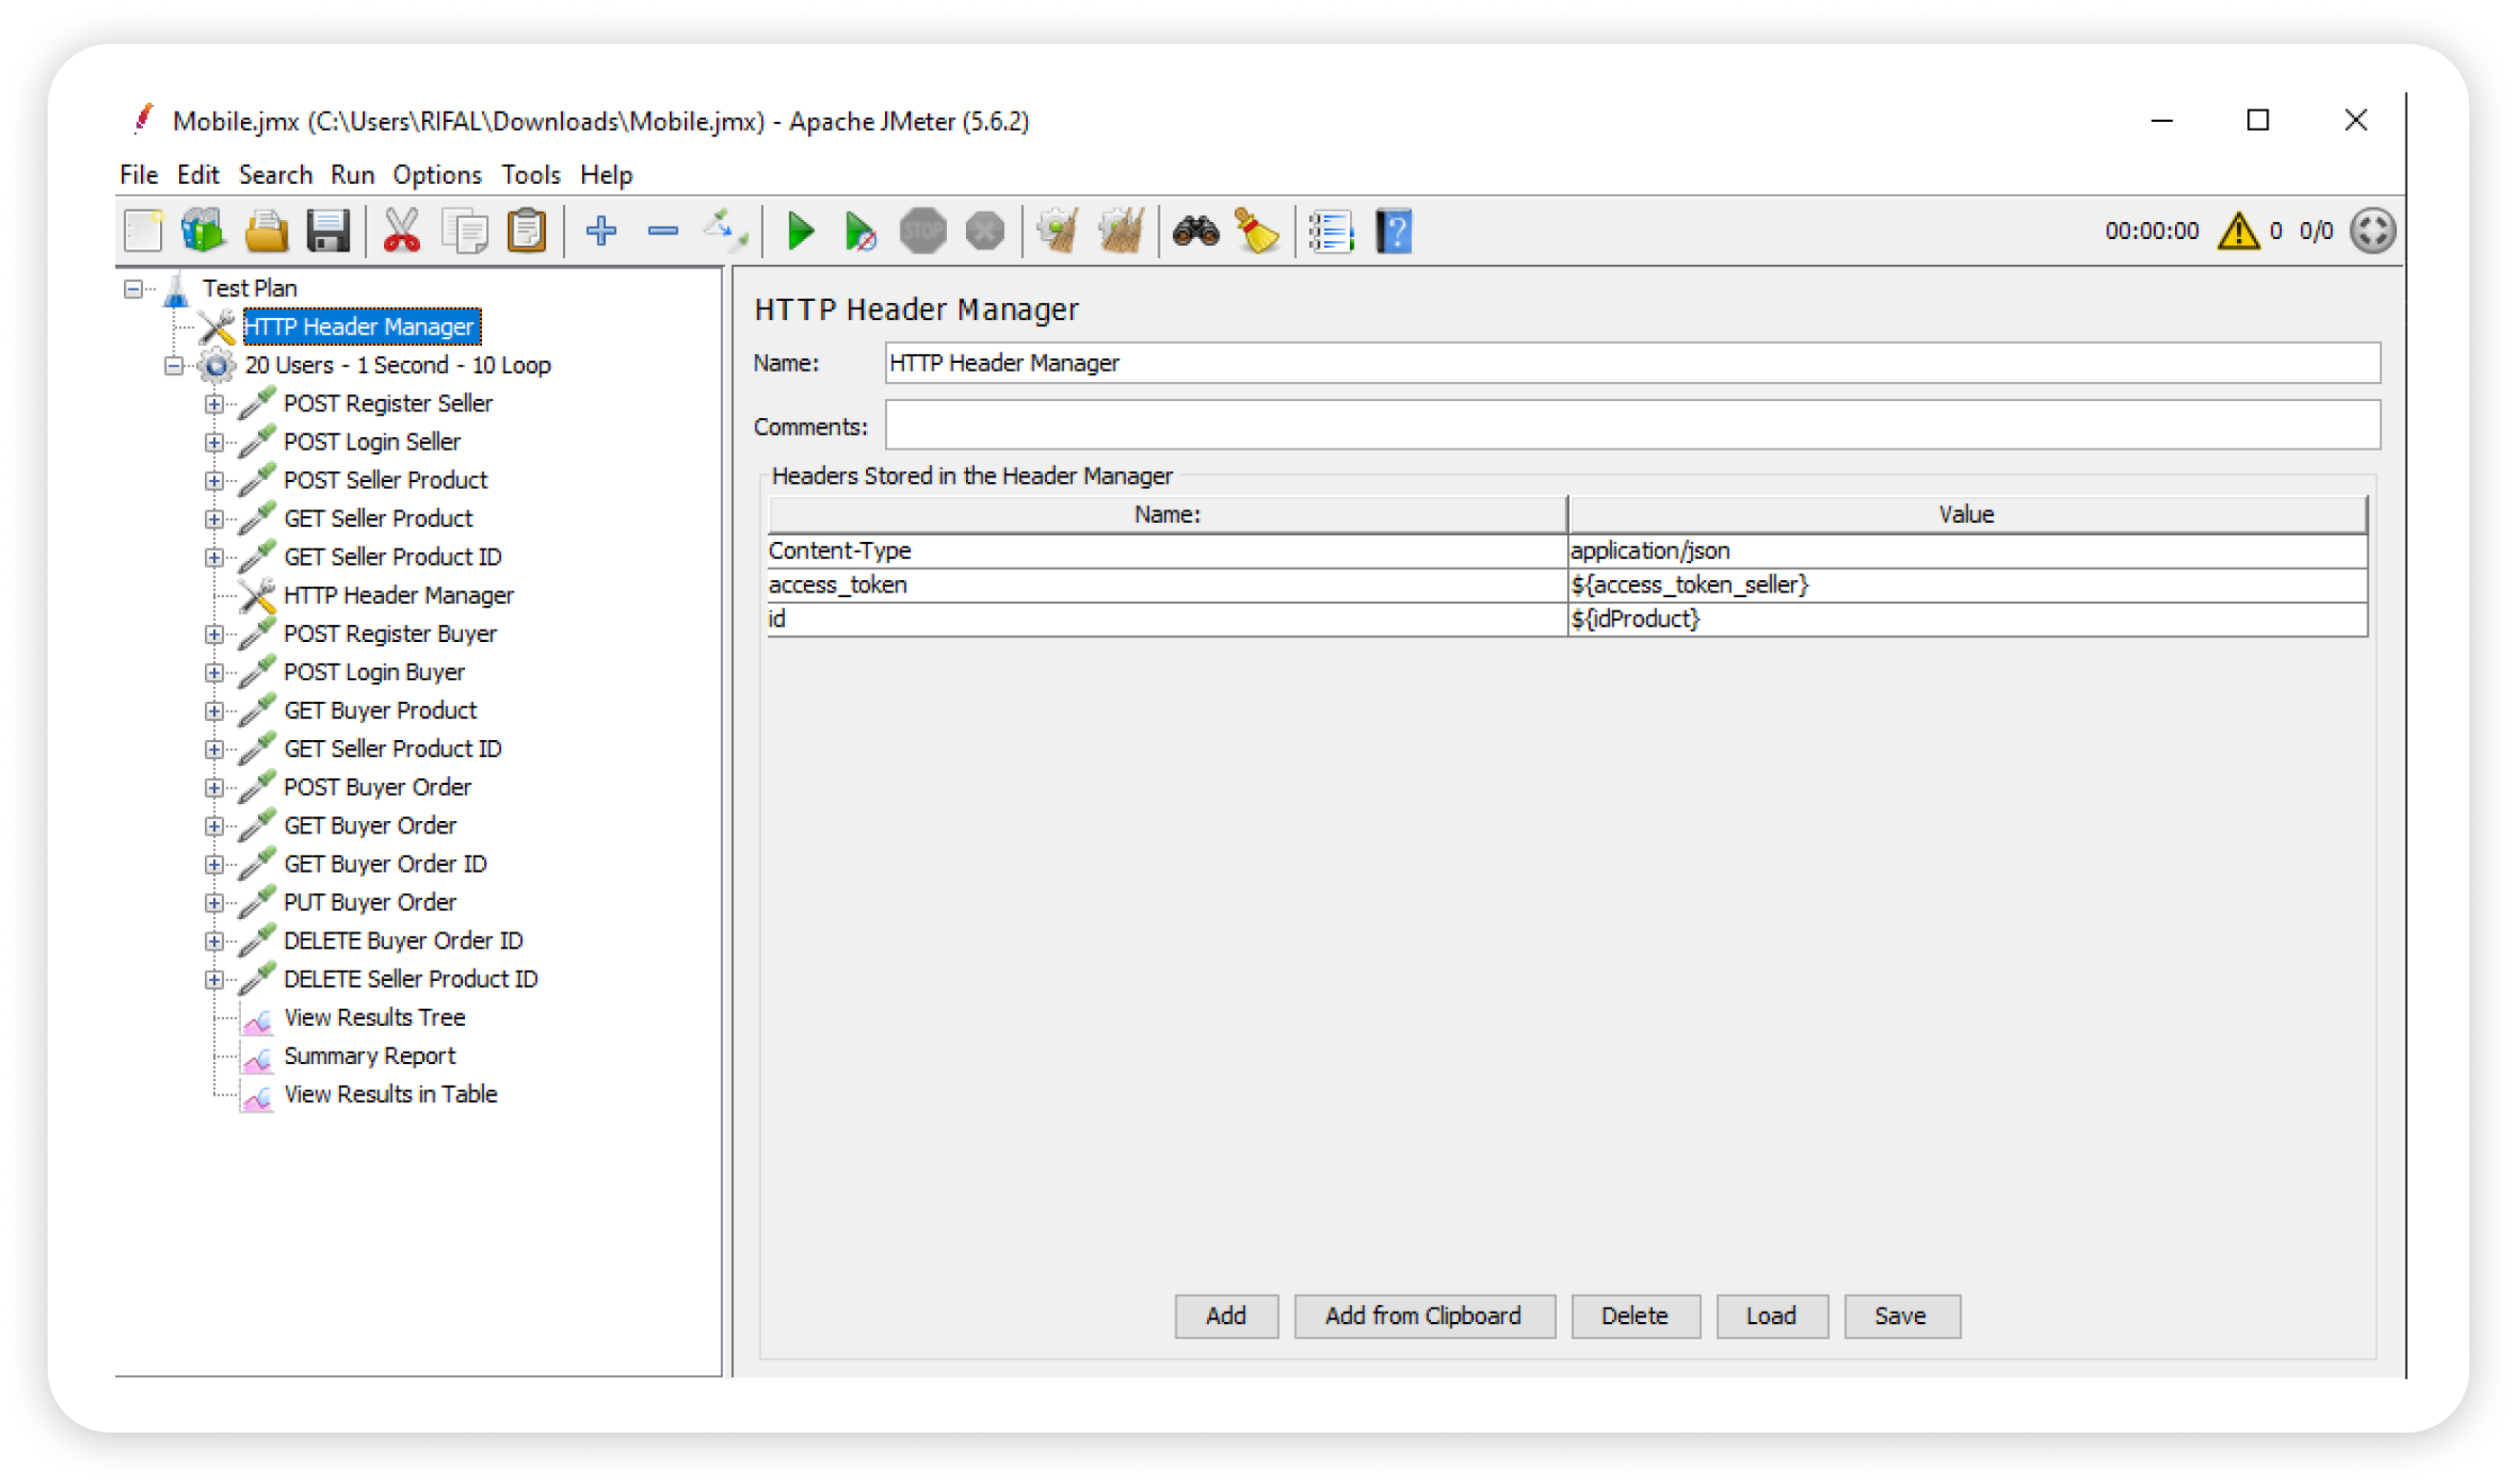 Mobile.jmx (C:\Users\RIFAL\Downloads\Mobile.jmx) - Apache JMeter (5.6.2)
File Edit Search Run Options Tools Help
STOP
00:00:00 0 0/0
Test Plan
HTTP Header Manager
20 Users - 1 Second - 10 Loop
POST Register Seller
POST Login Seller
POST Seller Product
GET Seller Product
GET Seller Product ID
HTTP Header Manager
POST Register Buyer
POST Login Buyer
GET Buyer Product
GET Seller Product ID
POST Buyer Order
GET Buyer Order
GET Buyer Order ID
PUT Buyer Order
DELETE Buyer Order ID
DELETE Seller Product ID
View Results Tree
Summary Report
View Results in Table
HTTP Header Manager
Name: HTTP Header Manager
Comments:
Headers Stored in the Header Manager
Name: Value
Content-Type application/json
access_token ${access_token_seller}
id ${idProduct}
Add Add from Clipboard Delete Load Save